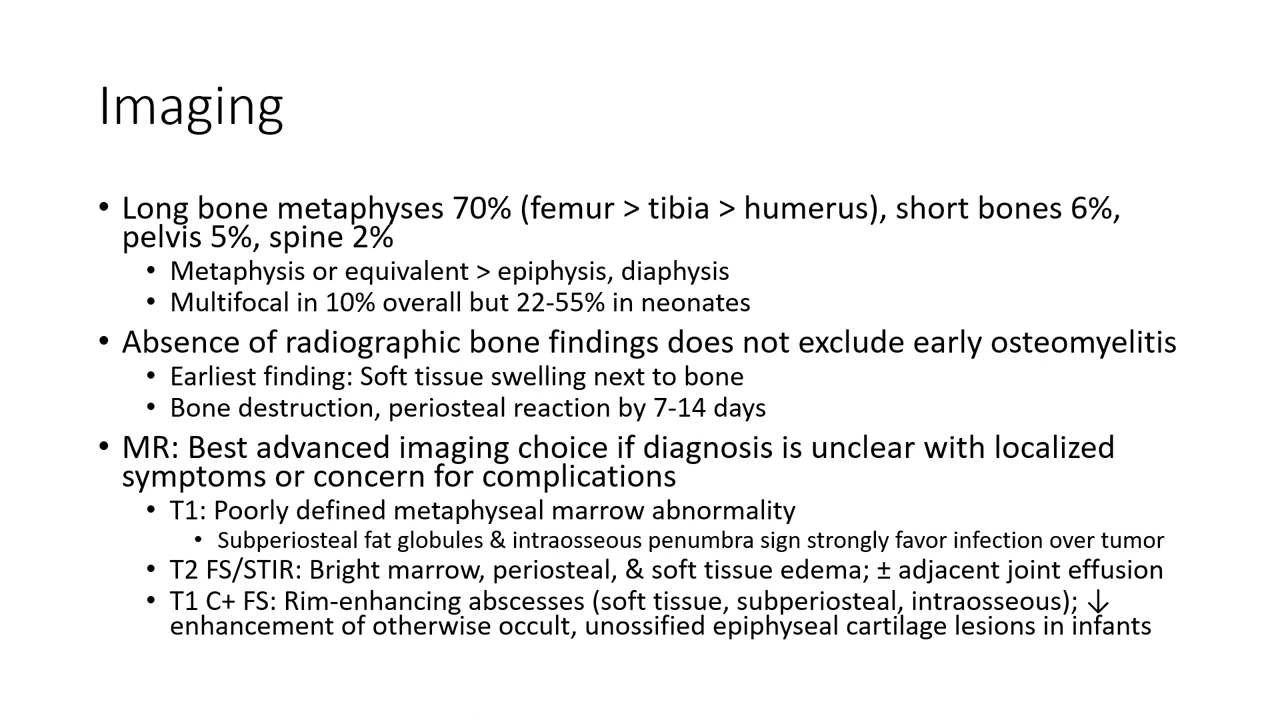 Imaging
• Long bone metaphyses 70% (femur > tibia > humerus), short bones 6%,
pelvis 5%, spine 2%
• Metaphysis or equivalent > epiphysis, diaphysis
• Multifocal in 10% overall but 22-55% in neonates
• Absence of radiographic bone findings does not exclude early osteomyelitis
• Earliest finding: Soft tissue swelling next to bone
• Bone destruction, periosteal reaction by 7-14 days
• MR: Best advanced imaging choice if diagnosis is unclear with localized
symptoms or concern for complications
• T1: Poorly defined metaphyseal marrow abnormality
• Subperiosteal fat globules & intraosseous penumbra sign strongly favor infection over tumor
• T2 FS/STIR: Bright marrow, periosteal, & soft tissue edema; ± adjacent joint effusion
• T1 C+ FS: Rim-enhancing abscesses (soft tissue, subperiosteal, intraosseous); ↓
enhancement of otherwise occult, unossified epiphyseal cartilage lesions in infants